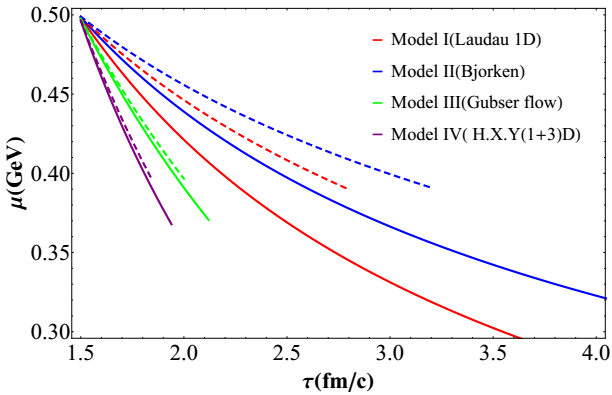 0.50
0.45
0.40
0.35
0.30
μ(GeV)
Model I(Laudau 1D)
Model II(Bjorken)
Model III(Gubser flow)
Model IV( H.X.Y(1+3)D)
1.5 2.0 2.5 3.0 3.5 4.0
τ(fm/c)